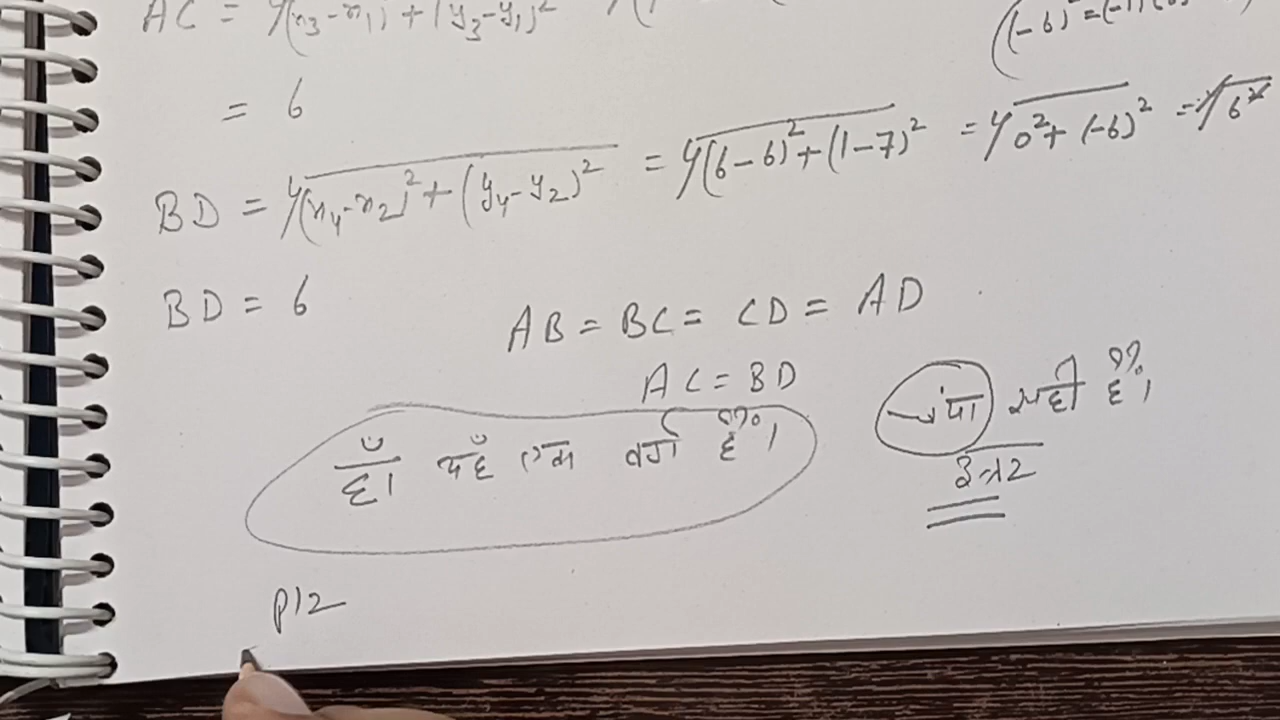 AC = √(x₃-x₁) + (y₃-y₁)²
(-6)
= 6
BD = √(x₄-x₂)² + (y₄-y₂)² = √(6-6)² + (1-7)² = √0² + (-6)² = √6²
BD = 6
AB = BC = CD = AD
AC = BD
चंपा सही है।
हाँ यह एक वर्ग है।
उत्तर
P12